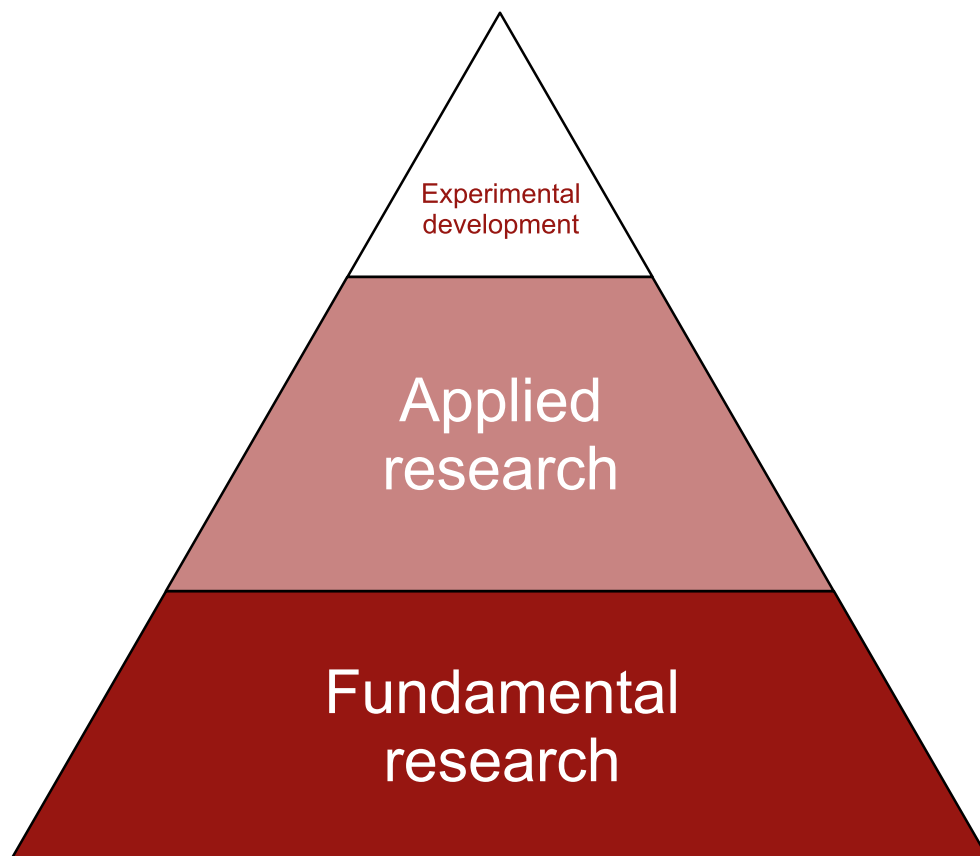 Experimental
development
Applied
research
Fundamental
research